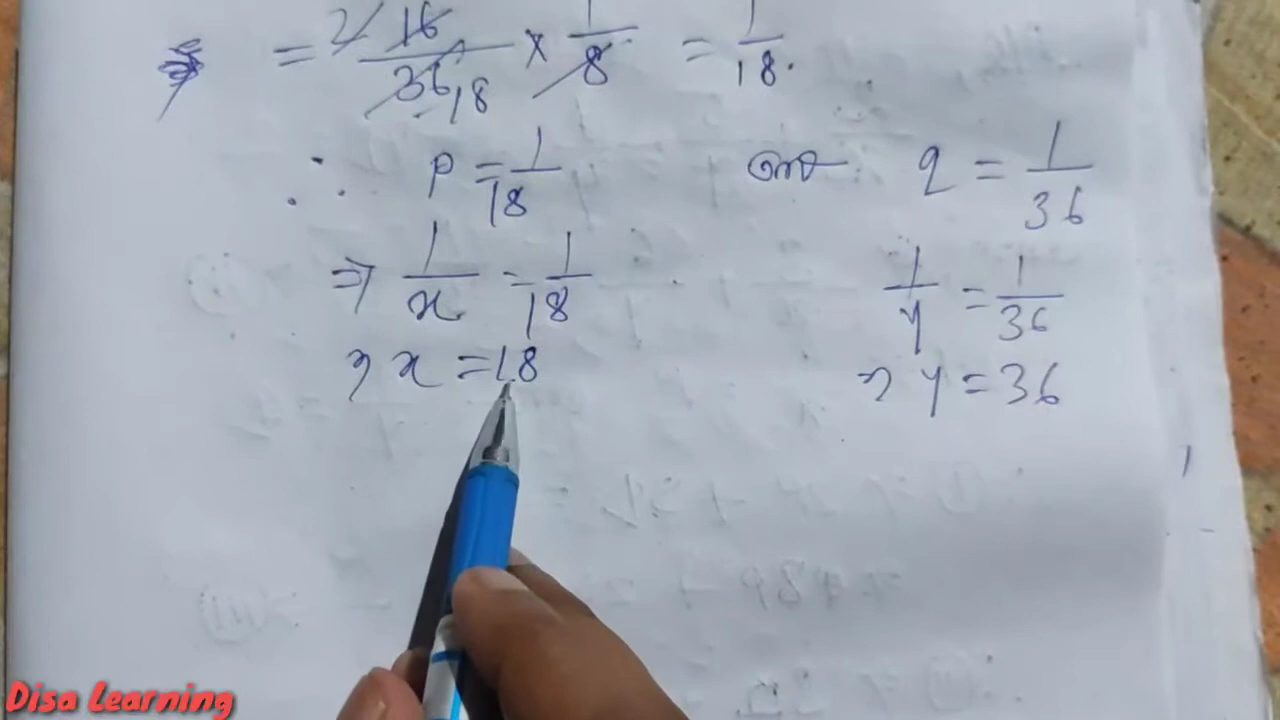 = 2 16/36 18 × 1/8 = 1/18.
∴ p = 1/18 q = 1/36
⇒ 1/x = 1/18 1/y = 1/36
⇒ x = 18 ⇒ y = 36
Disa Learning